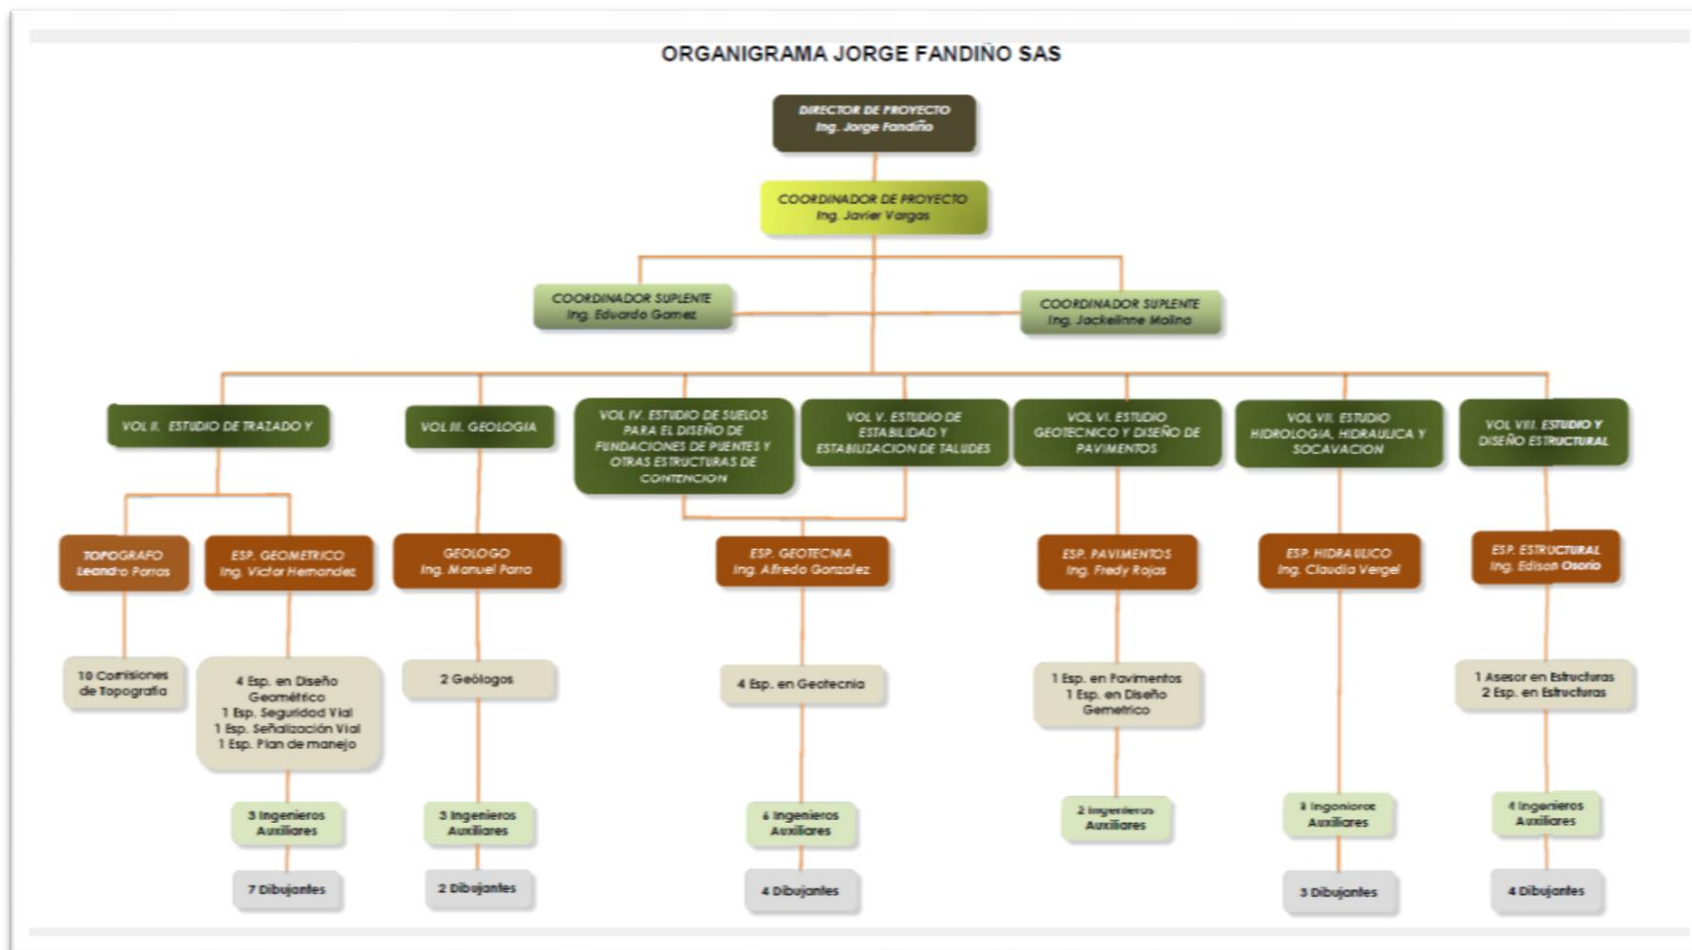 ORGANIGRAMA JORGE FANDIÑO SAS
DIRECTOR DE PROYECTO
Ing. Jorge Fandiño
COORDINADOR DE PROYECTO
Ing. Javier Vargas
COORDINADOR SUPLENTE
Ing. Eduardo Gomez
COORDINADOR SUPLENTE
Ing. Jackelinne Molina
VOL II. ESTUDIO DE TRAZADO Y
VOL III. GEOLOGIA
VOL IV. ESTUDIO DE SUELOS
PARA EL DISEÑO DE
FUNDACIONES DE PUENTES Y
OTRAS ESTRUCTURAS DE
CONTENCION
VOL V. ESTUDIO DE
ESTABILIDAD Y
ESTABILIZACION DE TALUDES
VOL VI. ESTUDIO
GEOTECNICO Y DISEÑO DE
PAVIMENTOS
VOL VII. ESTUDIO
HIDROLOGIA, HIDRAULICA Y
SOCAVACION
VOL VIII. ESTUDIO Y
DISEÑO ESTRUCTURAL
TOPOGRAFO
Leandro Porras
ESP. GEOMETRICO
Ing. Victor Hernandez
GEOLOGO
Ing. Manuel Parra
ESP. GEOTECNIA
Ing. Alfredo Gonzalez
ESP. PAVIMENTOS
Ing. Fredy Rojas
ESP. HIDRAULICO
Ing. Claudia Vergel
ESP. ESTRUCTURAL
Ing. Edison Osorio
10 Comisiones
de Topografía
4 Esp. en Diseño
Geométrico
1 Esp. Seguridad Vial
1 Esp. Señalización Vial
1 Esp. Plan de manejo
2 Geólogos
4 Esp. en Geotecnia
1 Esp. en Pavimentos
1 Esp. en Diseño
Gemetrico
1 Asesor en Estructuras
2 Esp. en Estructuras
3 Ingenieros
Auxiliares
3 Ingenieros
Auxiliares
6 Ingenieros
Auxiliares
2 Ingenieros
Auxiliares
3 Ingenieros
Auxiliares
4 Ingenieros
Auxiliares
7 Dibujantes
2 Dibujantes
4 Dibujantes
3 Dibujantes
4 Dibujantes